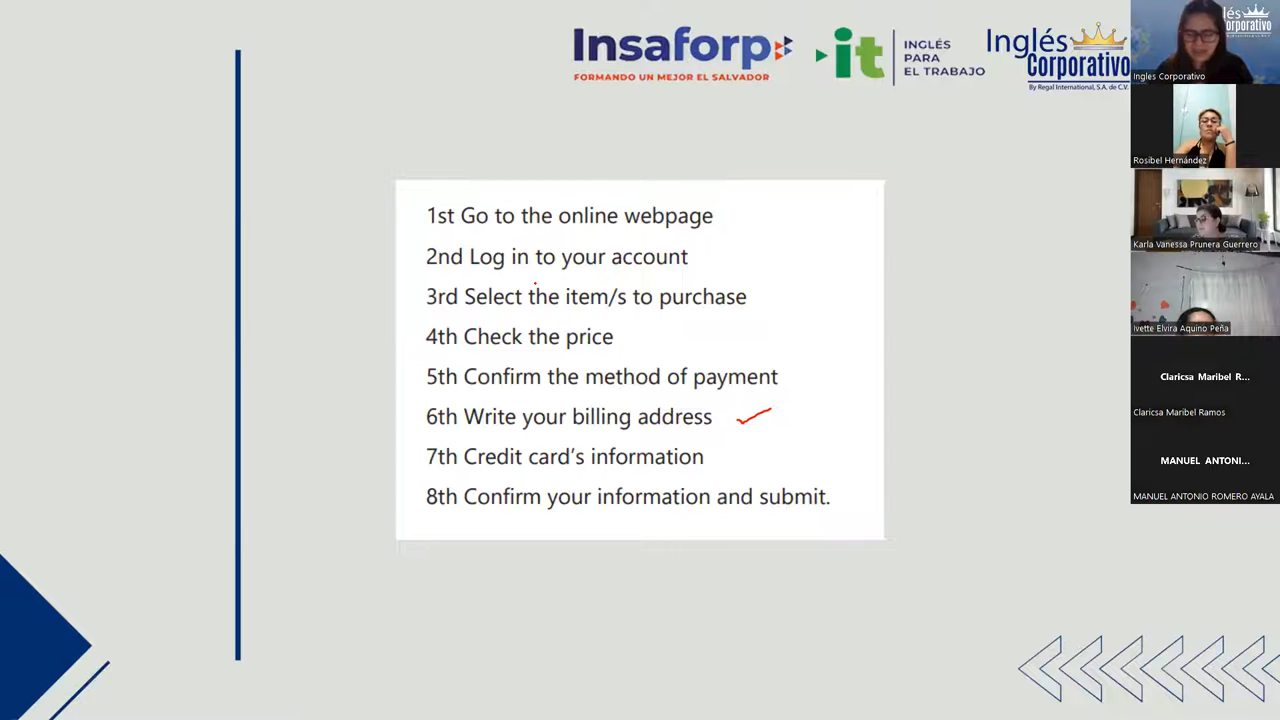 Insaforp
FORMANDO UN MEJOR EL SALVADOR
it
INGLÉS
PARA
EL TRABAJO
Inglés
Corporativo
By Regal International, S.A. de C.V.
1st Go to the online webpage
2nd Log in to your account
3rd Select the item/s to purchase
4th Check the price
5th Confirm the method of payment
6th Write your billing address
7th Credit card's information
8th Confirm your information and submit.
lés
Corporativo
Ingles Corporativo
Rosibel Hernández
Karla Vanessa Prunera Guerrero
Ivette Elvira Aquino Peña
Claricsa Maribel R...
Claricsa Maribel Ramos
MANUEL ANTONI...
MANUEL ANTONIO ROMERO AYALA